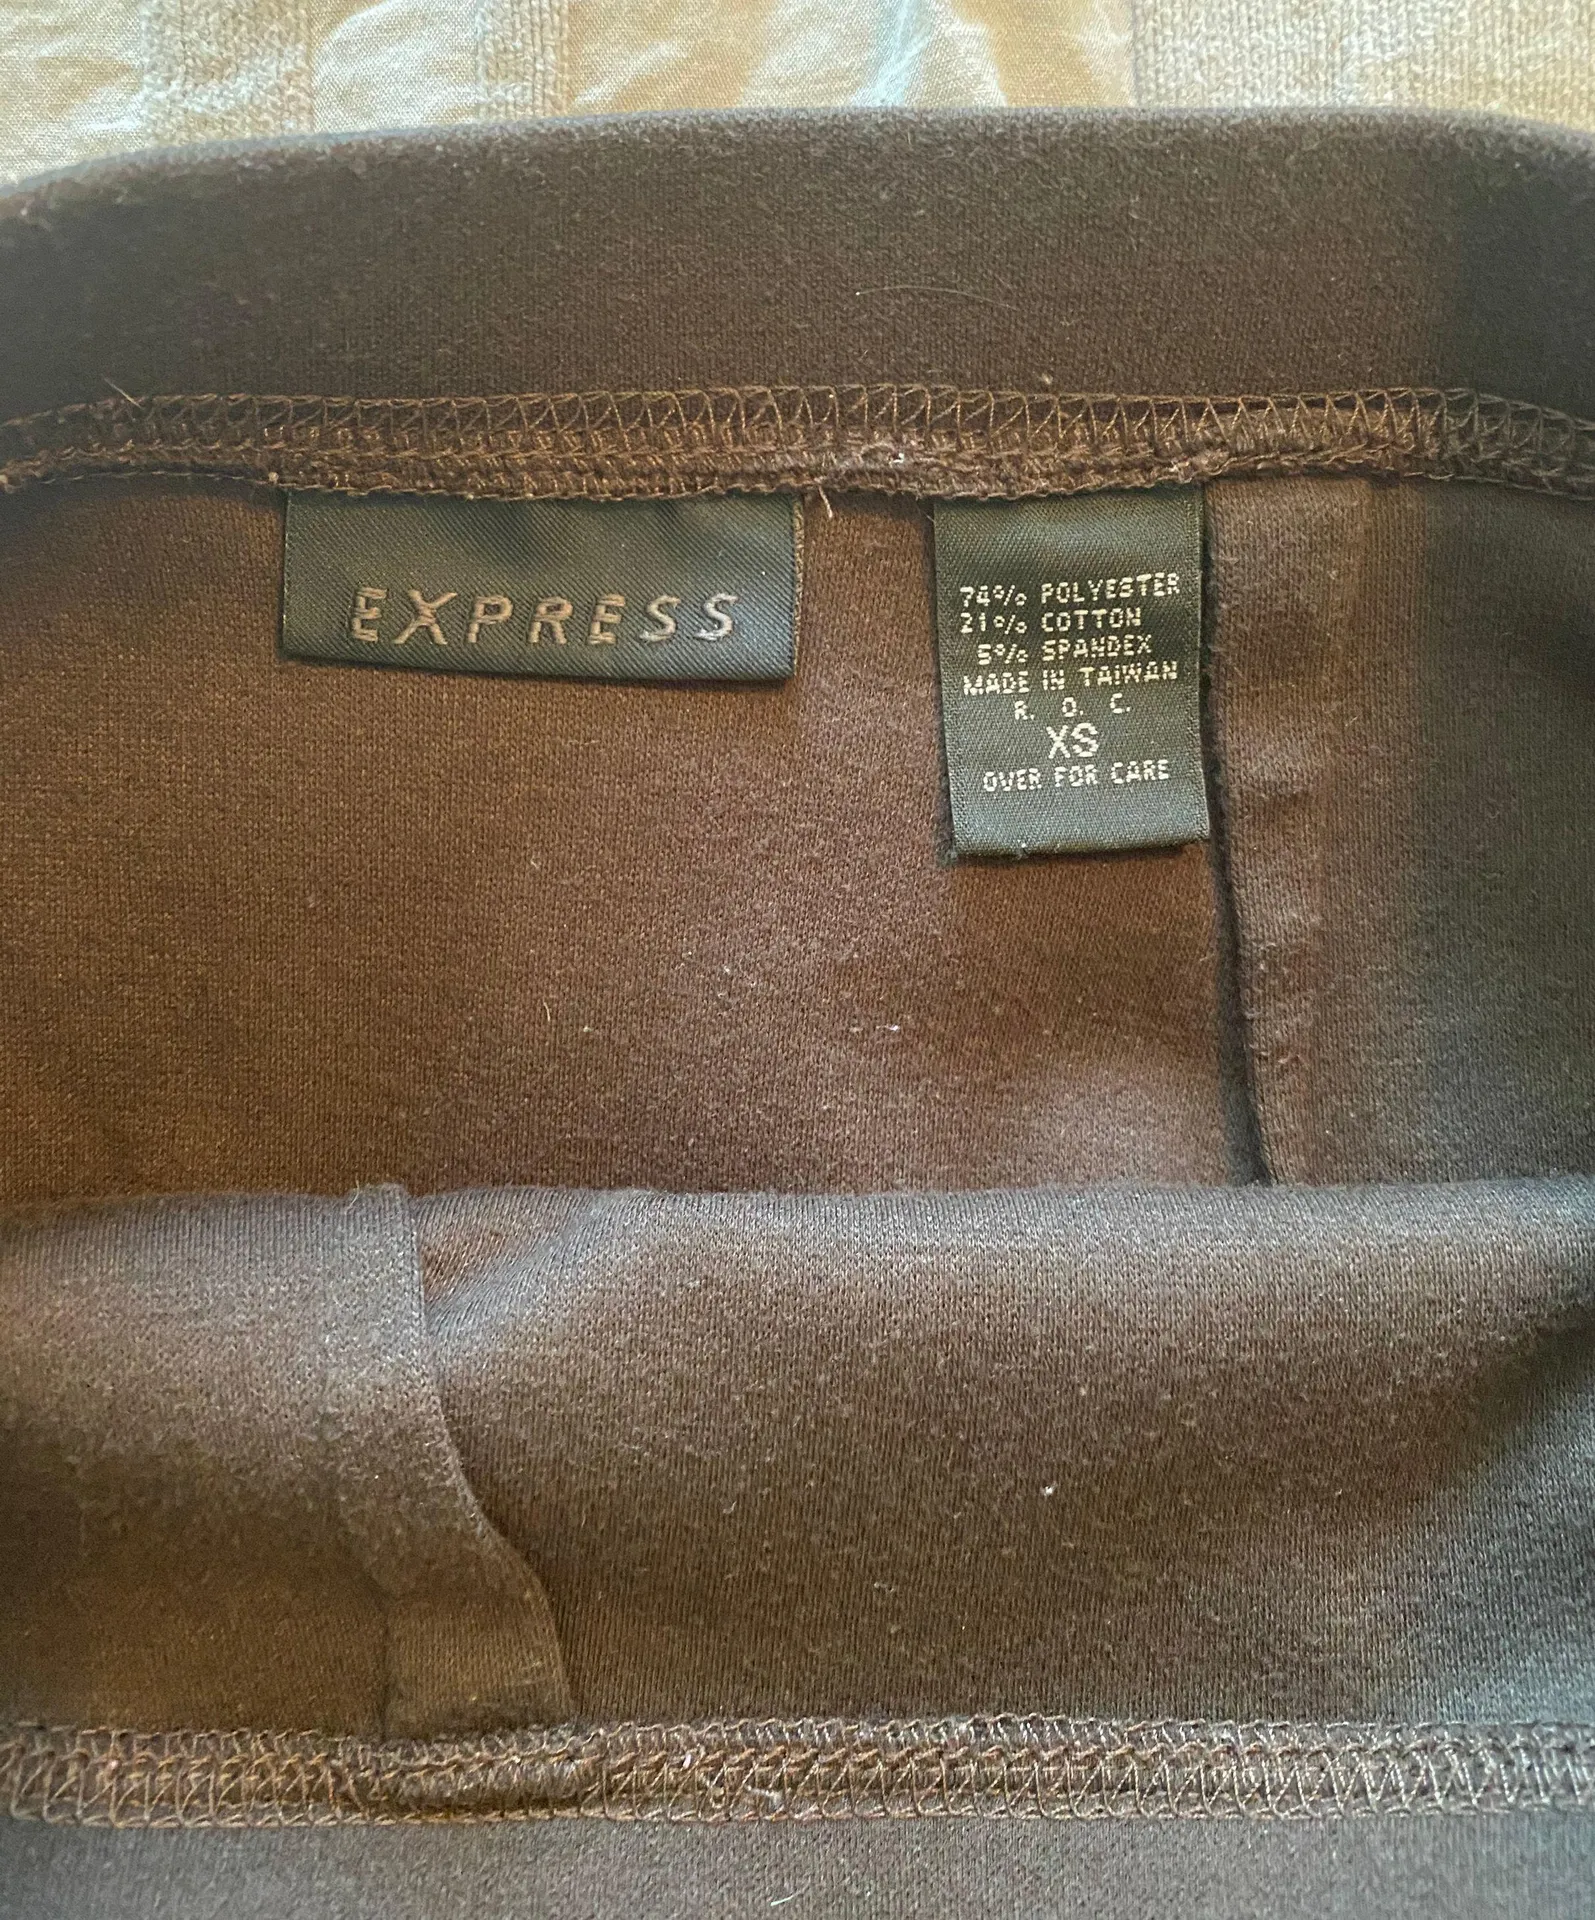 EXPRESS
74% POLYESTER
21% COTTON
5% SPANDEX
MADE IN TAIWAN
R. O. C.
XS
OVER FOR CARE